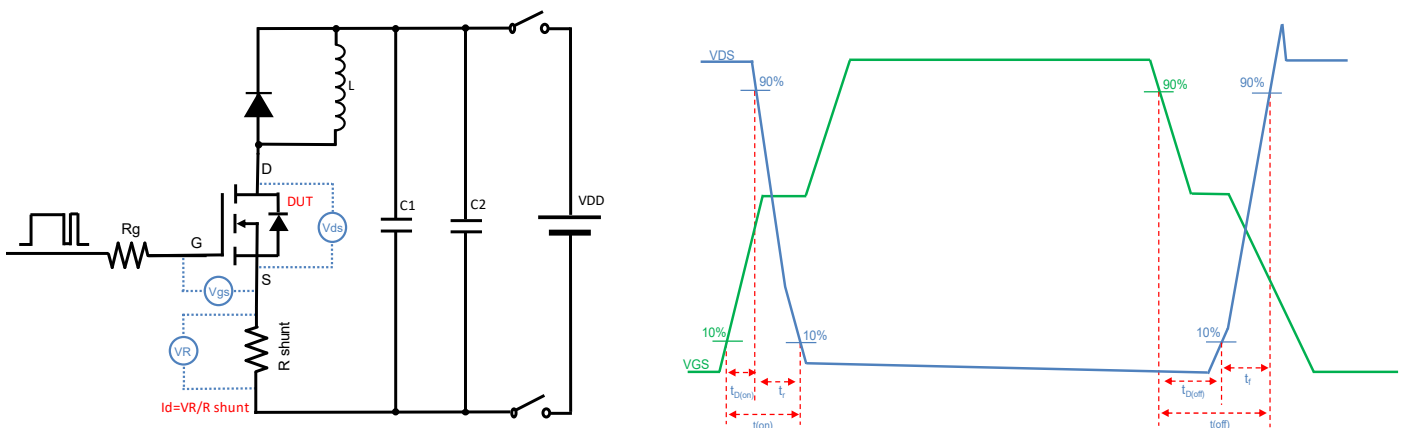 L
D
DUT
C1
C2
VDD
Rg
G
Vds
S
Vgs
VR
R shunt
Id=VR/R shunt
VDS
90%
90%
90%
10%
10%
10%
VGS
tD(on)
tr
tD(off)
tf
t(on)
t(off)